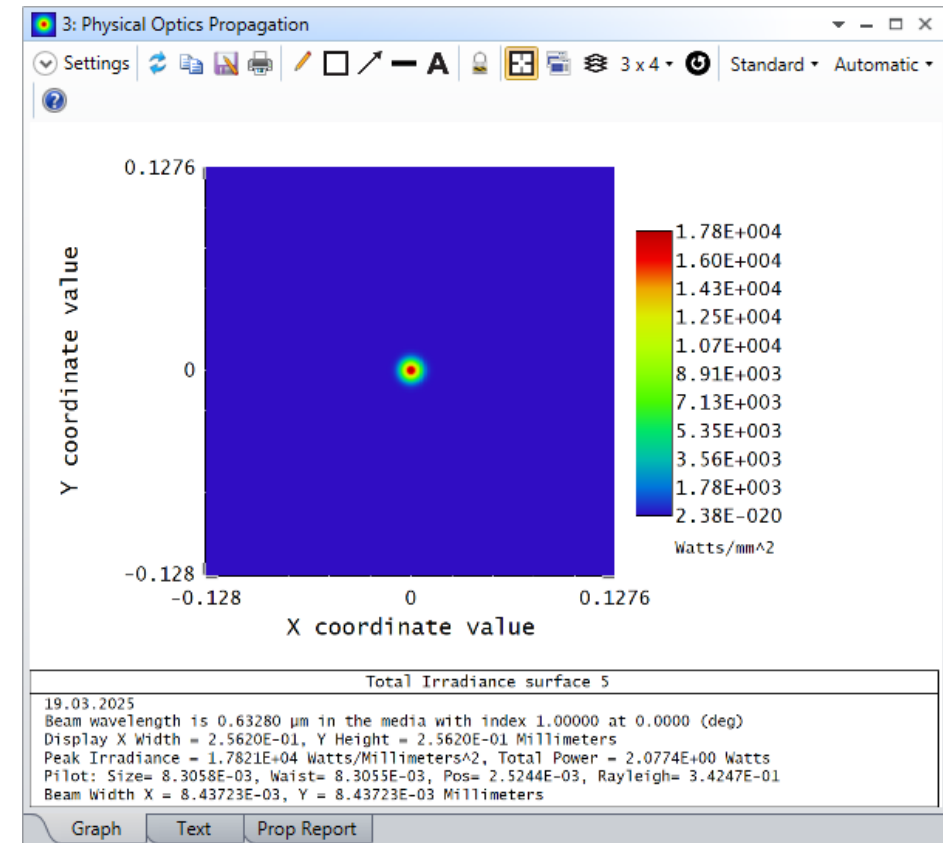 3: Physical Optics Propagation
Settings A 3 x 4 Standard Automatic
0.1276
0
-0.128
Y coordinate value
-0.128 0 0.1276
X coordinate value
1.78E+004
1.60E+004
1.43E+004
1.25E+004
1.07E+004
8.91E+003
7.13E+003
5.35E+003
3.56E+003
1.78E+003
2.38E-020
Watts/mm^2
Total Irradiance surface 5
19.03.2025
Beam wavelength is 0.63280 µm in the media with index 1.00000 at 0.0000 (deg)
Display X Width = 2.5620E-01, Y Height = 2.5620E-01 Millimeters
Peak Irradiance = 1.7821E+04 Watts/Millimeters^2, Total Power = 2.0774E+00 Watts
Pilot: Size= 8.3058E-03, Waist= 8.3055E-03, Pos= 2.5244E-03, Rayleigh= 3.4247E-01
Beam Width X = 8.43723E-03, Y = 8.43723E-03 Millimeters
Graph Text Prop Report